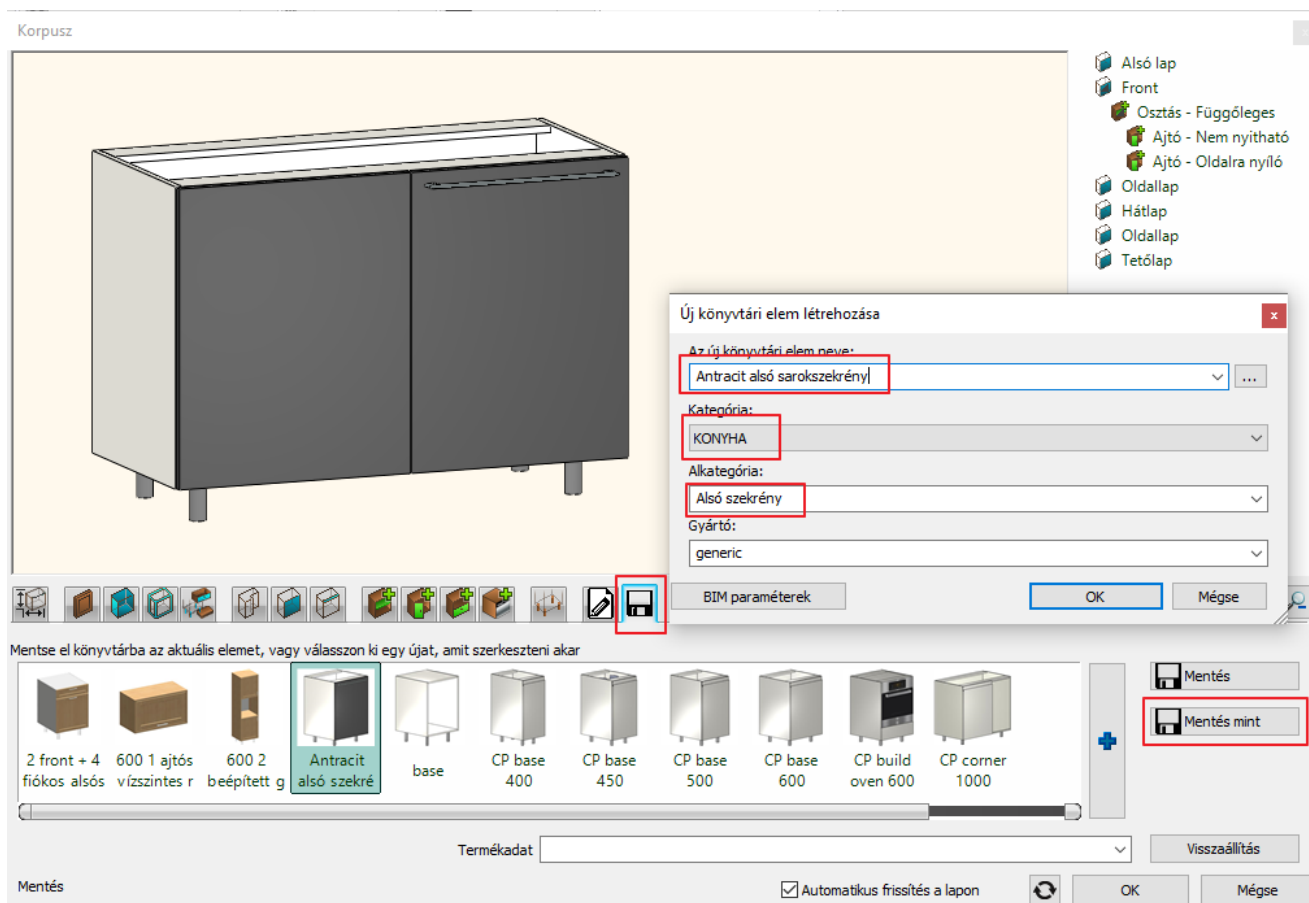 Korpusz
Alsó lap
Front
Osztás - Függőleges
Ajtó - Nem nyitható
Ajtó - Oldalra nyíló
Oldallap
Hátlap
Oldallap
Tetőlap
Új könyvtári elem létrehozása
x
Az új könyvtári elem neve:
Antracit alsó sarokszekrény
...
Kategória:
KONYHA
Alkategória:
Alsó szekrény
Gyártó:
generic
BIM paraméterek
OK
Mégse
Mentse el könyvtárba az aktuális elemet, vagy válasszon ki egy újat, amit szerkeszteni akar
2 front + 4
fiókos alsós
600 1 ajtós
vízszintes r
600 2
beépített g
Antracit
alsó szekré
base
CP base
400
CP base
450
CP base
500
CP base
600
CP build
oven 600
CP corner
1000
Mentés
Mentés mint
Termékadat
Visszaállítás
Mentés
Automatikus frissítés a lapon
OK
Mégse